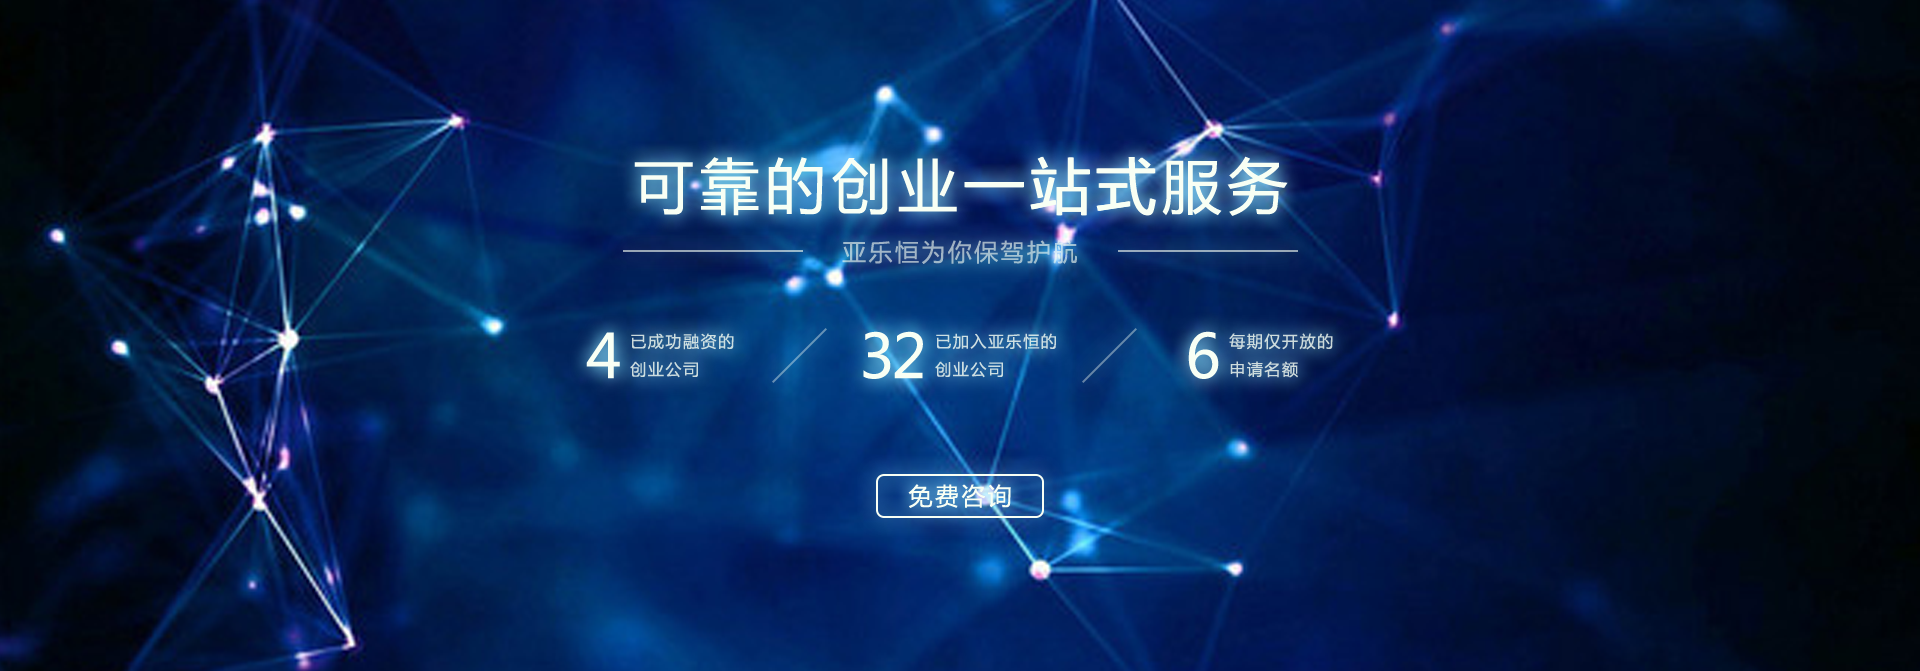 可靠的创业一站式服务
亚乐恒为你保驾护航
4 已成功融资的
创业公司
32 已加入亚乐恒的
创业公司
6 每期仅开放的
申请名额
免费咨询